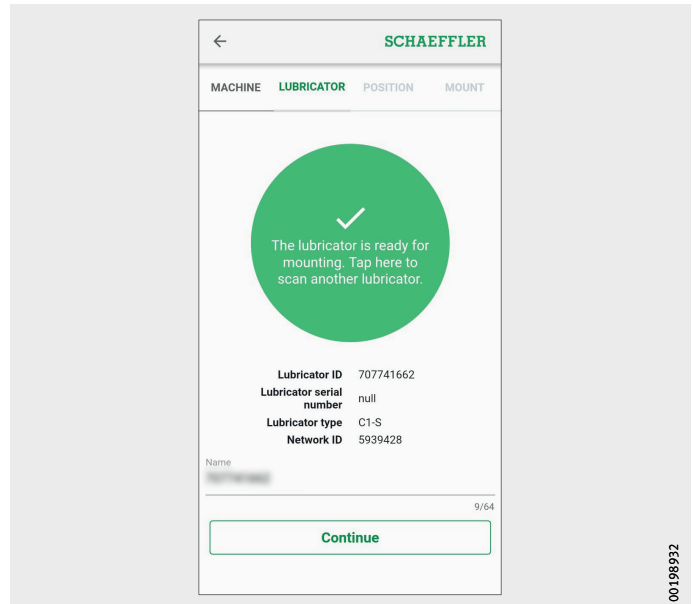 SCHAEFFLER
MACHINE LUBRICATOR POSITION MOUNT
The lubricator is ready for
mounting. Tap here to
scan another lubricator.
Lubricator ID 707741662
Lubricator serial
number null
Lubricator type C1-S
Network ID 5939428
Name
9/64
Continue
00198932